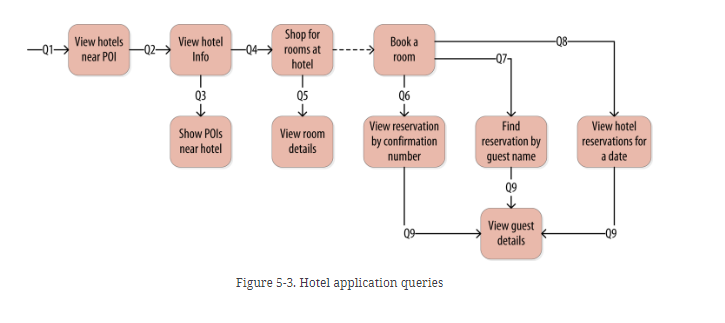 Q1
View hotels
near POI
Q2
View hotel
Info
Q4
Shop for
rooms at
hotel
Book a
room
Q8
Q7
Q3
Q5
Q6
Show POIs
near hotel
View room
details
View reservation
by confirmation
number
Find
reservation by
guest name
View hotel
reservations for
a date
Q9
Q9
View guest
details
Q9
Figure 5-3. Hotel application queries